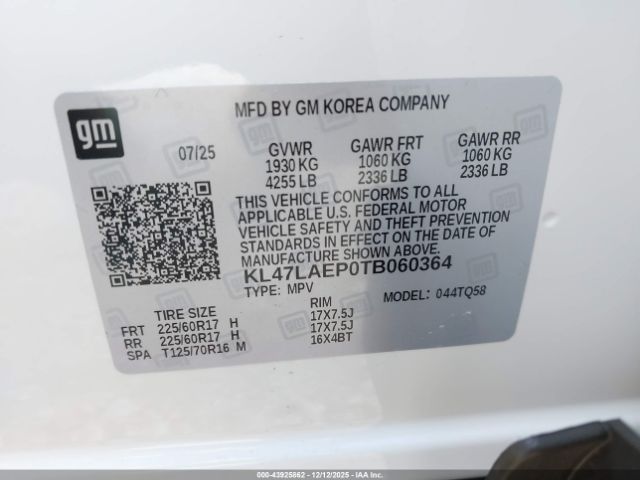 MFD BY GM KOREA COMPANY
gm
07/25
GVWR GAWR FRT GAWR RR
1930 KG 1060 KG 1060 KG
4255 LB 2336 LB 2336 LB
THIS VEHICLE CONFORMS TO ALL
APPLICABLE U.S. FEDERAL MOTOR
VEHICLE SAFETY AND THEFT PREVENTION
STANDARDS IN EFFECT ON THE DATE OF
MANUFACTURE SHOWN ABOVE.
KL47LAEP0TB060364
TYPE: MPV MODEL: 044TQ58
TIRE SIZE RIM
FRT 225/60R17 H 17X7.5J
RR 225/60R17 H 17X7.5J
SPA T125/70R16 M 16X4BT
000-43925862 - 12/12/2025 - IAA Inc.